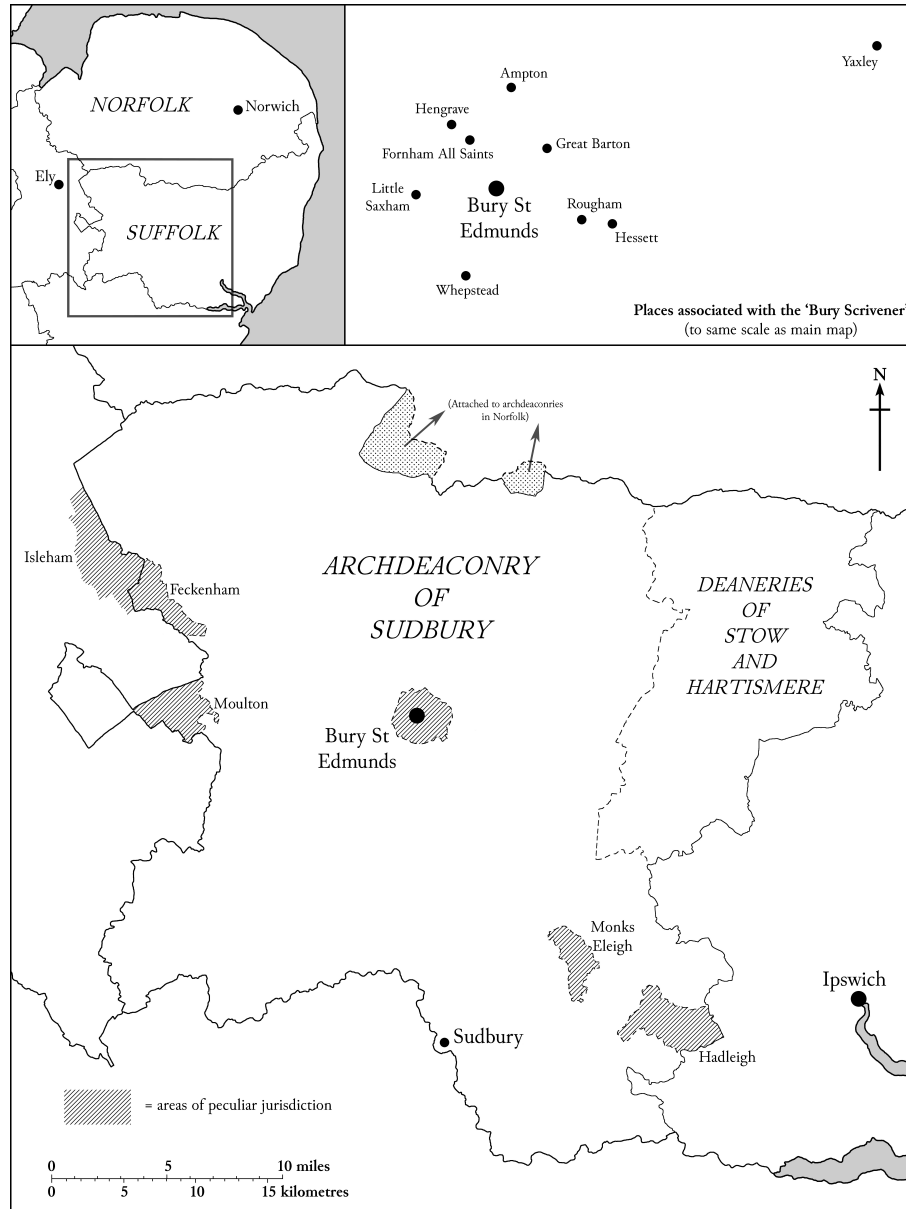 NORFOLK
Norwich
Ely
SUFFOLK
Yaxley
Ampton
Hengrave
Fornham All Saints
Great Barton
Little
Saxham
Bury St
Edmunds
Rougham
Hessett
Whepstead
Places associated with the ‘Bury Scrivener’
(to same scale as main map)
N
(Attached to archdeaconries
in Norfolk)
Isleham
Feckenham
ARCHDEACONRY
OF
SUDBURY
DEANERIES
OF
STOW
AND
HARTISMERE
Moulton
Bury St
Edmunds
Monks
Eleigh
Ipswich
Sudbury
Hadleigh
= areas of peculiar jurisdiction
0 5 10 miles
0 5 10 15 kilometres